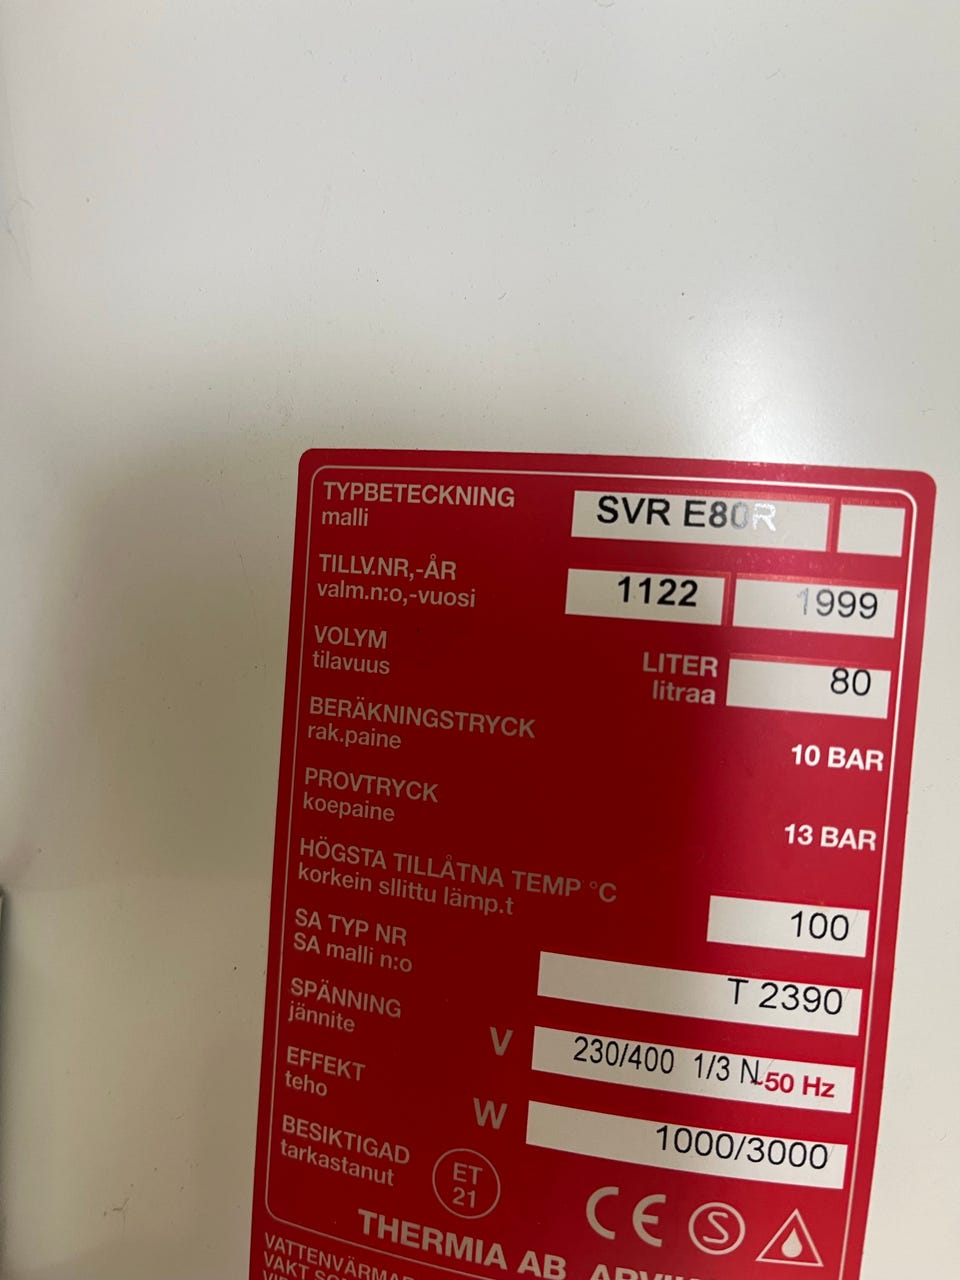 TYPBETECKNING SVR E80R
malli
TILLV.NR,-ÅR 1122 1999
valm.n:o,-vuosi
VOLYM LITER 80
tilavuus litraa
BERÄKNINGSTRYCK
rak.paine 10 BAR
PROVTRYCK
koepaine 13 BAR
HÖGSTA TILLÅTNA TEMP °C
korkein sllittu lämp.t 100
SA TYP NR
SA malli n:o T 2390
SPÄNNING
jännite V 230/400 1/3 N~50 Hz
EFFEKT
teho W 1000/3000
BESIKTIGAD
tarkastanut ET 21 CE S
THERMIA AB
VATTENVÄRMAR